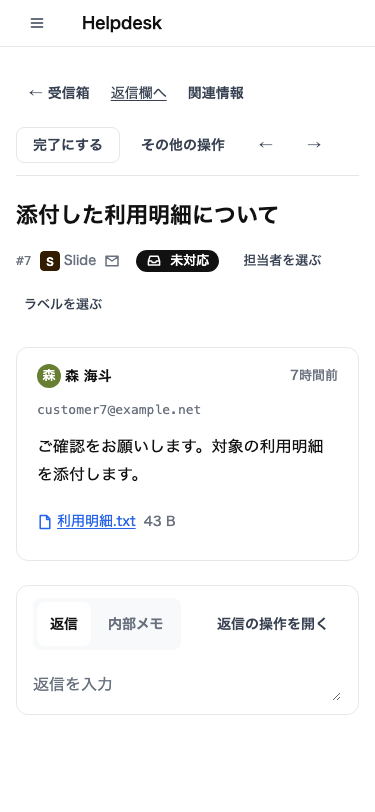 Helpdesk
← 受信箱 返信欄へ 関連情報
完了にする その他の操作 ← →
添付した利用明細について
#7 S Slide 未対応 担当者を選ぶ
ラベルを選ぶ
森 森 海斗 7時間前
customer7@example.net
ご確認をお願いします。対象の利用明細
を添付します。
利用明細.txt 43 B
返信 内部メモ 返信の操作を開く
返信を入力